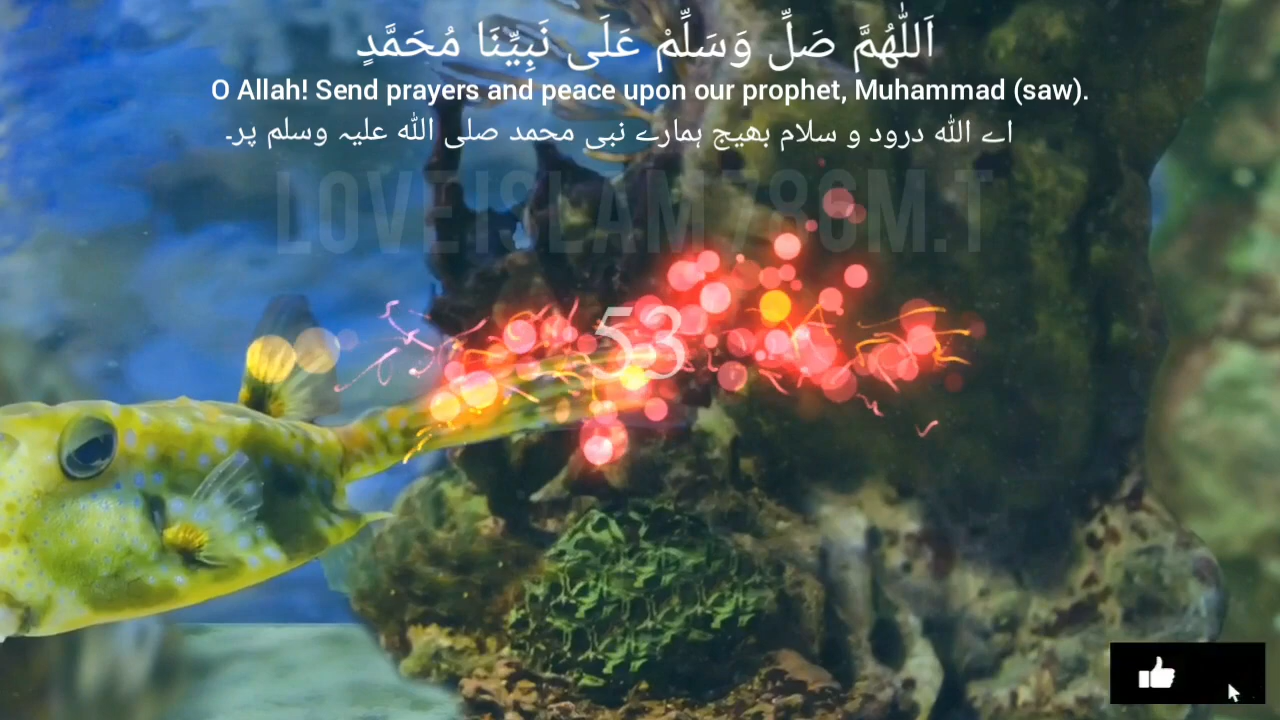 اَللّٰهُمَّ صَلِّ وَسَلِّمْ عَلَى نَبِيِّنَا مُحَمَّدٍ
O Allah! Send prayers and peace upon our prophet, Muhammad (saw).
اے اللہ درود و سلام بھیج ہمارے نبی محمد صلی اللہ علیہ وسلم پر۔
LOVEISLAM786M.T
53